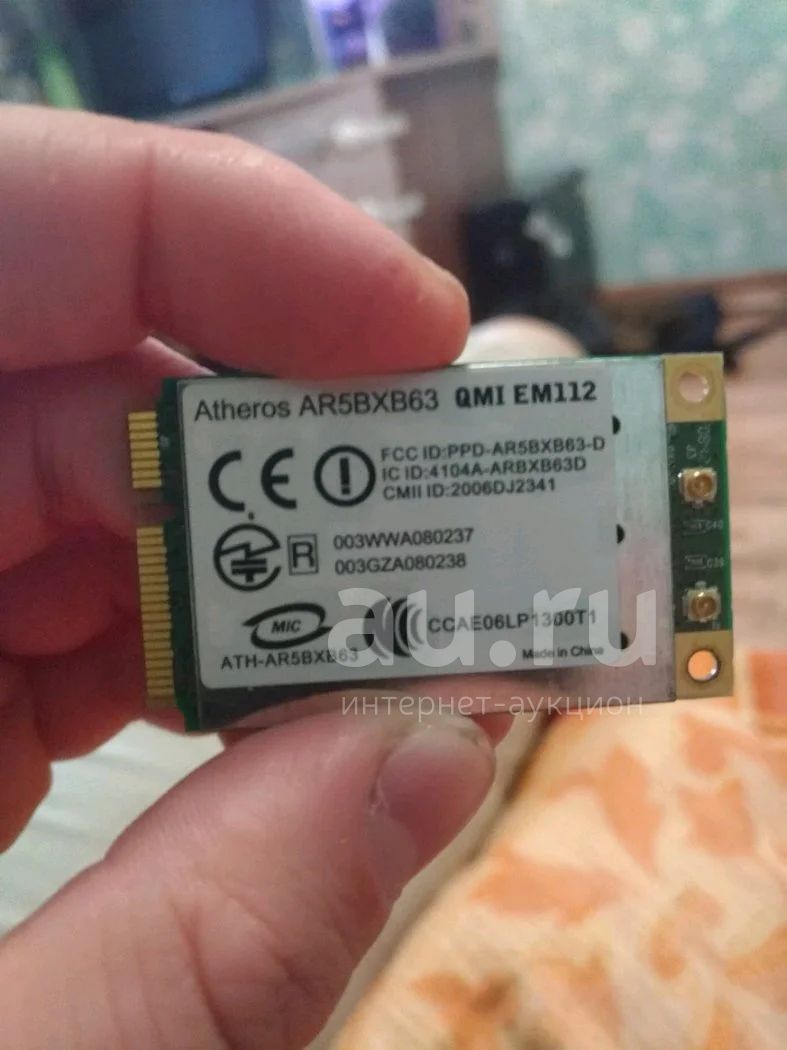 Atheros AR5BXB63 QMI EM112
FCC ID:PPD-AR5BXB63-D
IC ID:4104A-ARBXB63D
CMII ID:2006DJ2341
CE
R 003WWA080237
003GZA080238
MIC
CCAE06LP1300T1
ATH-AR5BXB63
Made in China
au.ru
интернет-аукцион